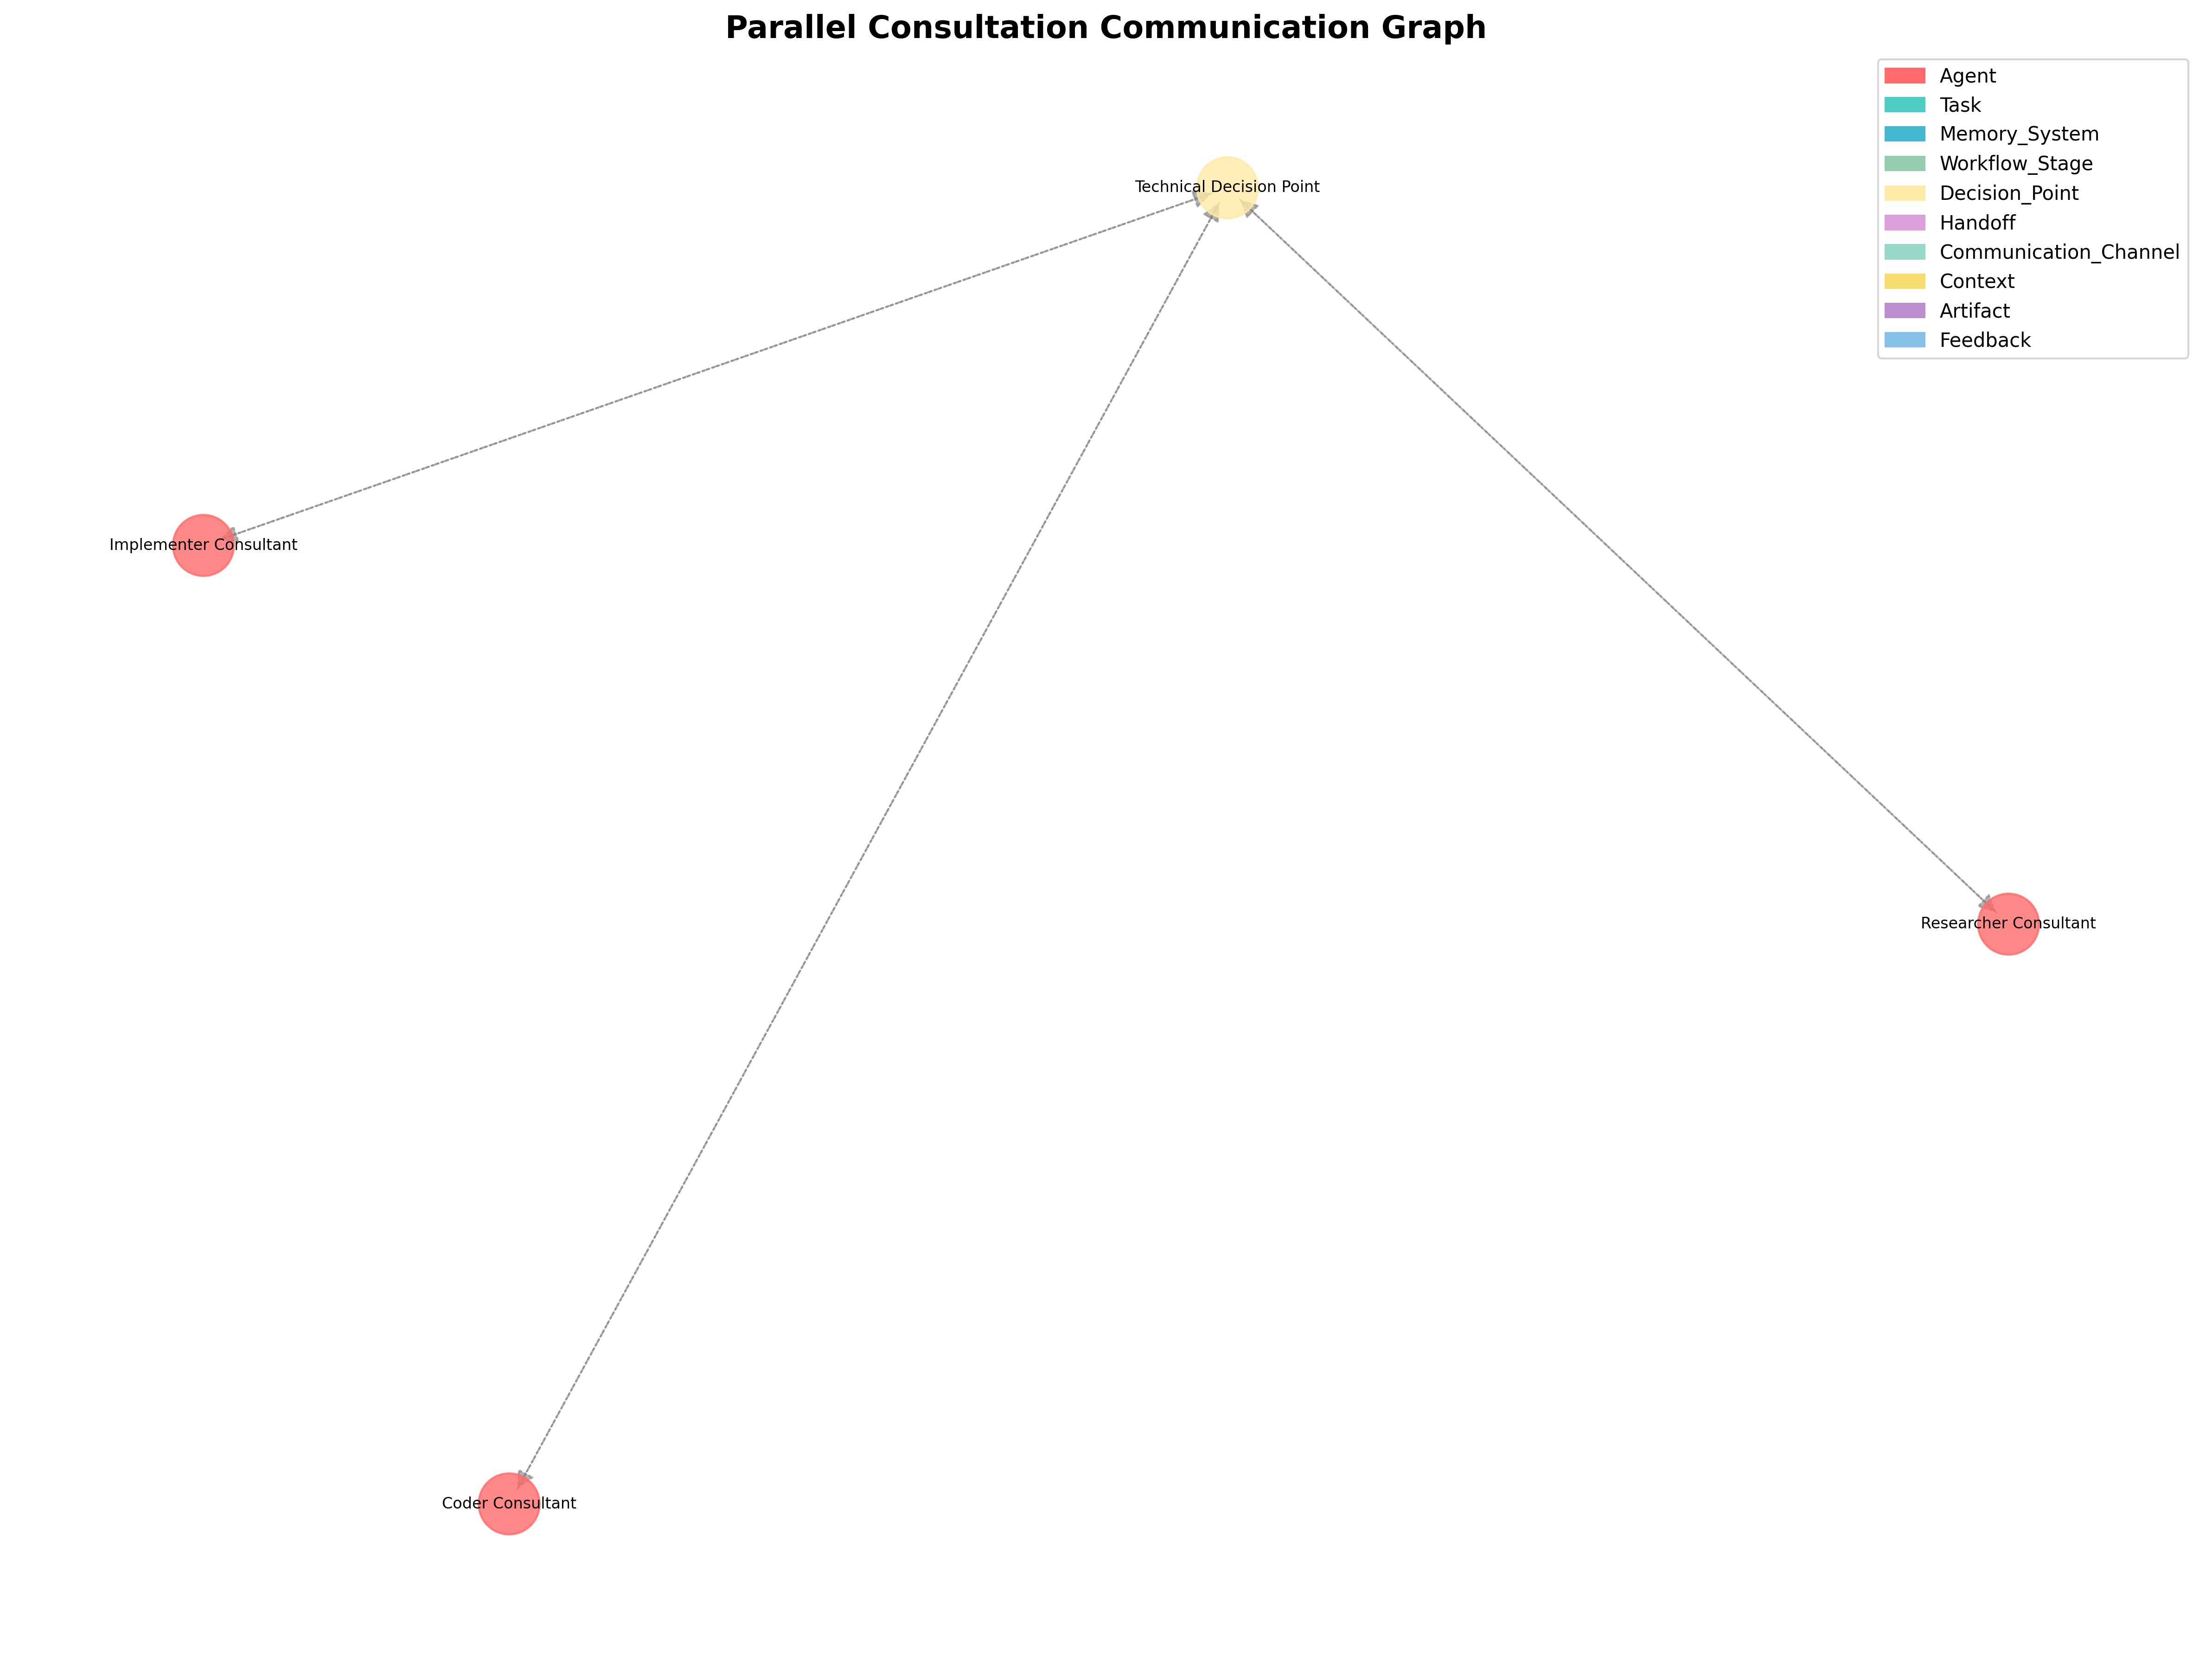 Parallel Consultation Communication Graph
Agent
Task
Memory_System
Workflow_Stage
Decision_Point
Handoff
Communication_Channel
Context
Artifact
Feedback
Technical Decision Point
Implementer Consultant
Researcher Consultant
Coder Consultant